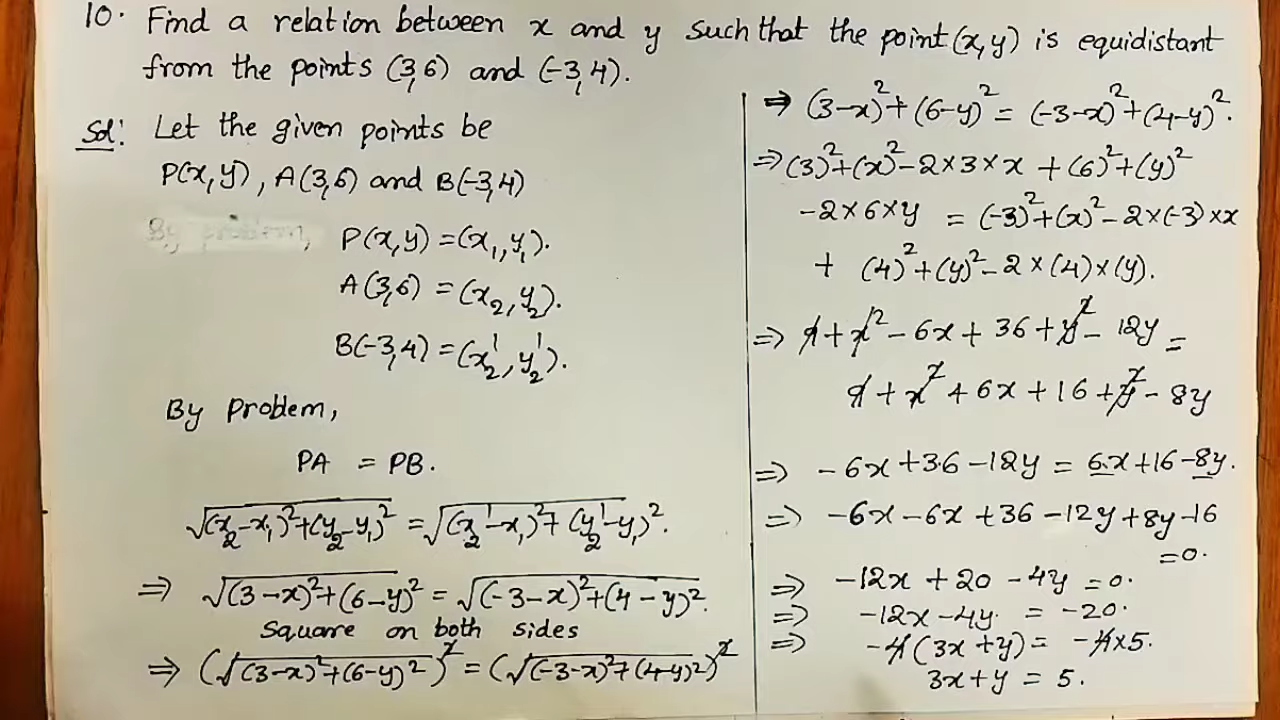 10. Find a relation between x and y such that the point (x, y) is equidistant
from the points (3,6) and (-3,4).
Sol: Let the given points be
P(x,y), A(3,6) and B(-3,4)
By problem, P(x,y) = (x₁,y₁).
A(3,6) = (x₂,y₂).
B(-3,4) = (x₂',y₂').
By Problem,
PA = PB.
√(x₂-x₁)²+(y₂-y₁)² = √(x₂'-x₁)²+(y₂'-y₁)².
⇒ √(3-x)²+(6-y)² = √(-3-x)²+(4-y)².
Square on both sides
⇒ (√(3-x)²+(6-y)²)² = (√(-3-x)²+(4-y)²)²
⇒ (3-x)²+(6-y)² = (-3-x)²+(4-y)².
⇒ (3)²+(x)²-2×3×x + (6)²+(y)²
-2×6×y = (-3)²+(x)²-2×(-3)×x
+ (4)²+(y)²-2×(4)×(y).
⇒ 9+x²-6x+36+y²-12y =
9+x²+6x+16+y²-8y
⇒ -6x+36-12y = 6x+16-8y.
⇒ -6x-6x+36-12y+8y-16
=0.
⇒ -12x+20-4y=0.
⇒ -12x-4y = -20.
⇒ -4(3x+y) = -4×5.
3x+y = 5.